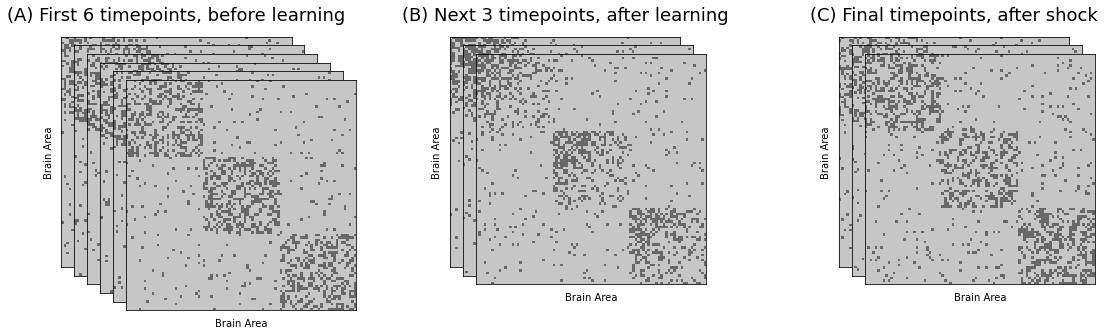 (A) First 6 timepoints, before learning
(B) Next 3 timepoints, after learning
(C) Final timepoints, after shock
Brain Area
Brain Area
Brain Area
Brain Area
Brain Area
Brain Area